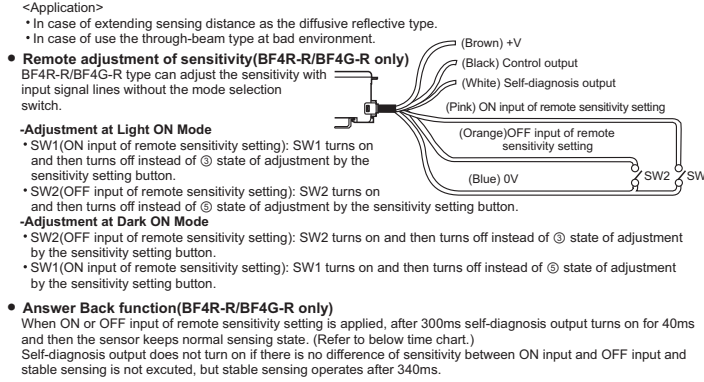 <Application>
• In case of extending sensing distance as the diffusive reflective type.
• In case of use the through-beam type at bad environment.
● Remote adjustment of sensitivity(BF4R-R/BF4G-R only)
BF4R-R/BF4G-R type can adjust the sensitivity with
input signal lines without the mode selection
switch.
-Adjustment at Light ON Mode
• SW1(ON input of remote sensitivity setting): SW1 turns on
and then turns off instead of ③ state of adjustment by the
sensitivity setting button.
• SW2(OFF input of remote sensitivity setting): SW2 turns on
and then turns off instead of ⑤ state of adjustment by the sensitivity setting button.
(Brown) +V
(Black) Control output
(White) Self-diagnosis output
(Pink) ON input of remote sensitivity setting
(Orange)OFF input of remote
sensitivity setting
(Blue) 0V
SW2
SW
-Adjustment at Dark ON Mode
• SW2(OFF input of remote sensitivity setting): SW2 turns on and then turns off instead of ③ state of adjustment
by the sensitivity setting button.
• SW1(ON input of remote sensitivity setting): SW1 turns on and then turns off instead of ⑤ state of adjustment
by the sensitivity setting button.
● Answer Back function(BF4R-R/BF4G-R only)
When ON or OFF input of remote sensitivity setting is applied, after 300ms self-diagnosis output turns on for 40ms
and then the sensor keeps normal sensing state. (Refer to below time chart.)
Self-diagnosis output does not turn on if there is no difference of sensitivity between ON input and OFF input and
stable sensing is not excuted, but stable sensing operates after 340ms.